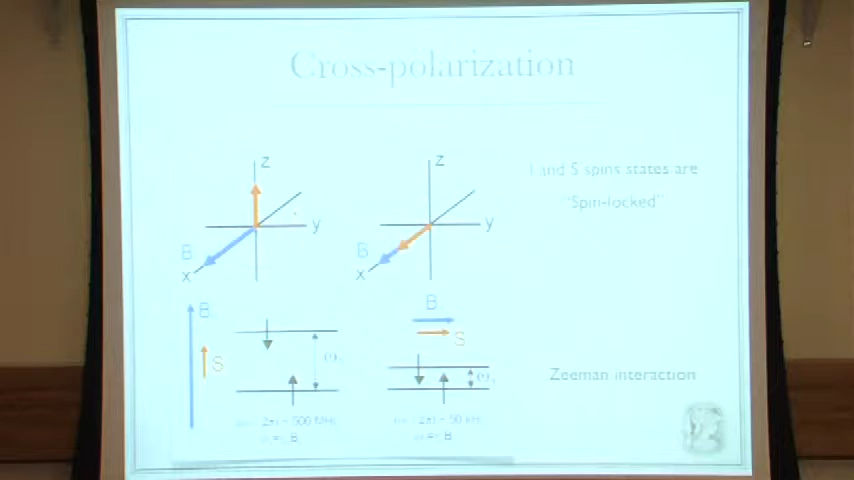 Cross-polarization
z
z
I and S spins states are
"Spin-locked"
y
y
B
B
x
x
B
B
S
S
Zeeman interaction